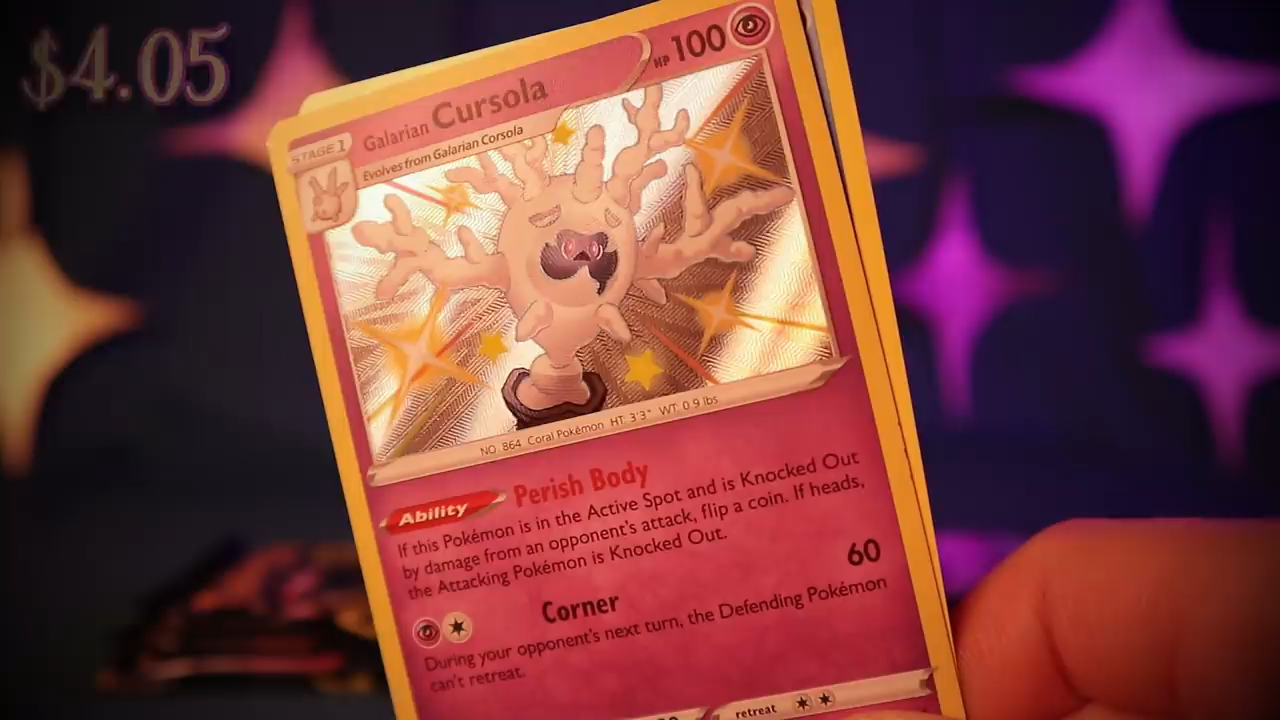 $4.05
STAGE 1
Galarian Cursola
HP 100
Evolves from Galarian Corsola
NO. 864 Coral Pokémon HT: 3'3" WT: 0.9 lbs
Ability Perish Body
If this Pokémon is in the Active Spot and is Knocked Out
by damage from an opponent's attack, flip a coin. If heads,
the Attacking Pokémon is Knocked Out.
Corner 60
During your opponent's next turn, the Defending Pokémon
can't retreat.
retreat